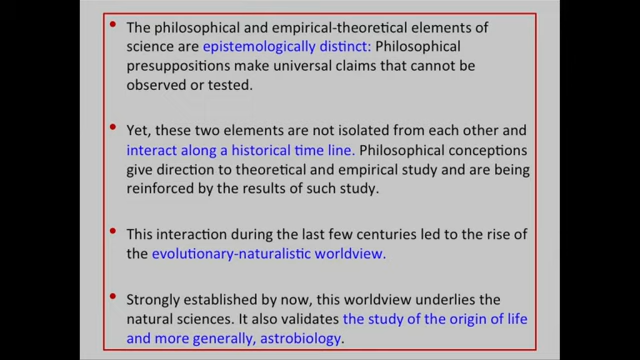 • The philosophical and empirical-theoretical elements of
science are epistemologically distinct: Philosophical
presuppositions make universal claims that cannot be
observed or tested.
• Yet, these two elements are not isolated from each other and
interact along a historical time line. Philosophical conceptions
give direction to theoretical and empirical study and are being
reinforced by the results of such study.
• This interaction during the last few centuries led to the rise of
the evolutionary-naturalistic worldview.
• Strongly established by now, this worldview underlies the
natural sciences. It also validates the study of the origin of life
and more generally, astrobiology.